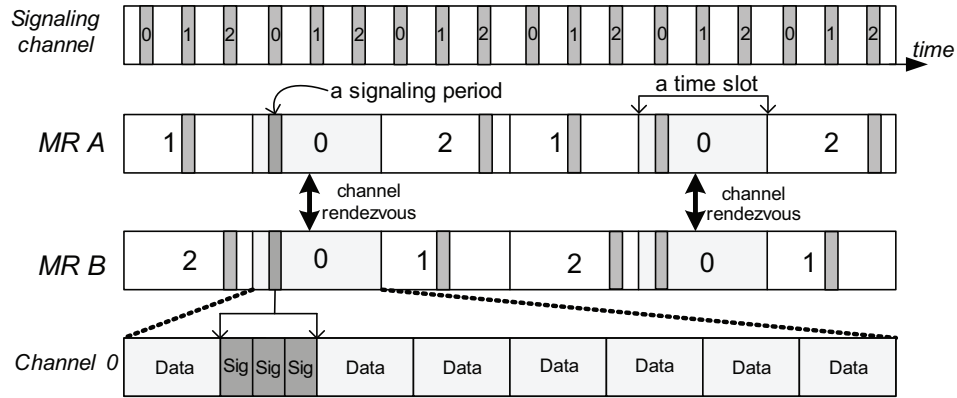 Signaling
channel
0 1 2 0 1 2 0 1 2 0 1 2 0 1 2 0 1 2
time
a signaling period
a time slot
MR A
1 0 2 1 0 2
channel
rendezvous
channel
rendezvous
MR B
2 0 1 2 0 1
Channel 0
Data Sig Sig Sig Data Data Data Data Data Data